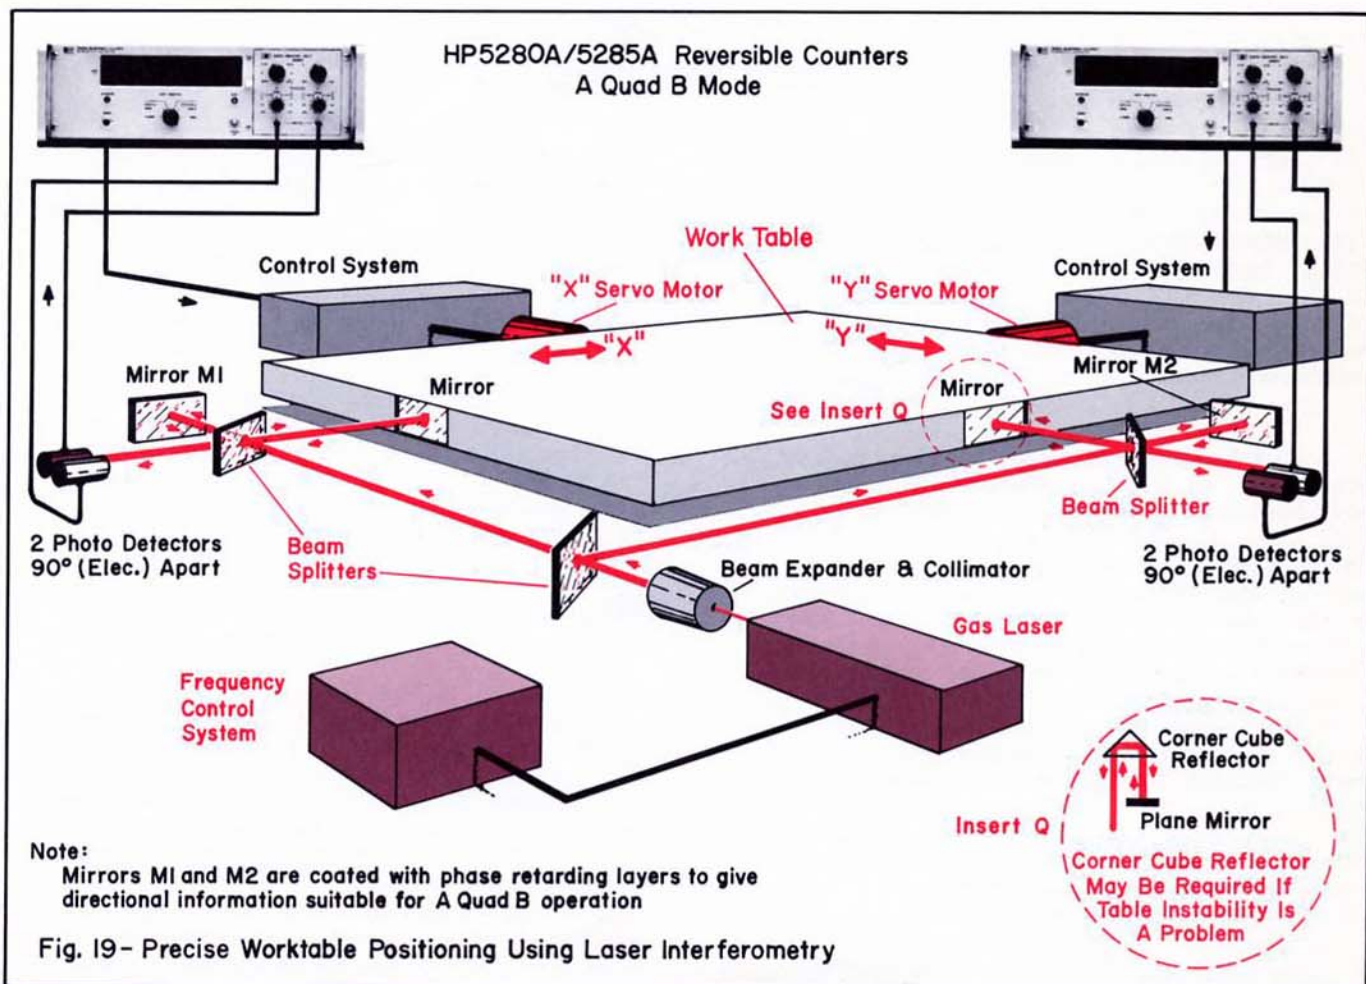 HP5280A/5285A Reversible Counters
A Quad B Mode
Work Table
Control System
"X" Servo Motor
"Y" Servo Motor
Control System
"X"
"Y"
Mirror M1
Mirror
Mirror
Mirror M2
See Insert Q
Beam Splitter
2 Photo Detectors
90° (Elec.) Apart
Beam
Splitters
Beam Expander & Collimator
2 Photo Detectors
90° (Elec.) Apart
Gas Laser
Frequency
Control
System
Corner Cube
Reflector
Insert Q
Plane Mirror
Corner Cube Reflector
May Be Required If
Table Instability Is
A Problem
Note:
Mirrors M1 and M2 are coated with phase retarding layers to give
directional information suitable for A Quad B operation
Fig. 19 - Precise Worktable Positioning Using Laser Interferometry